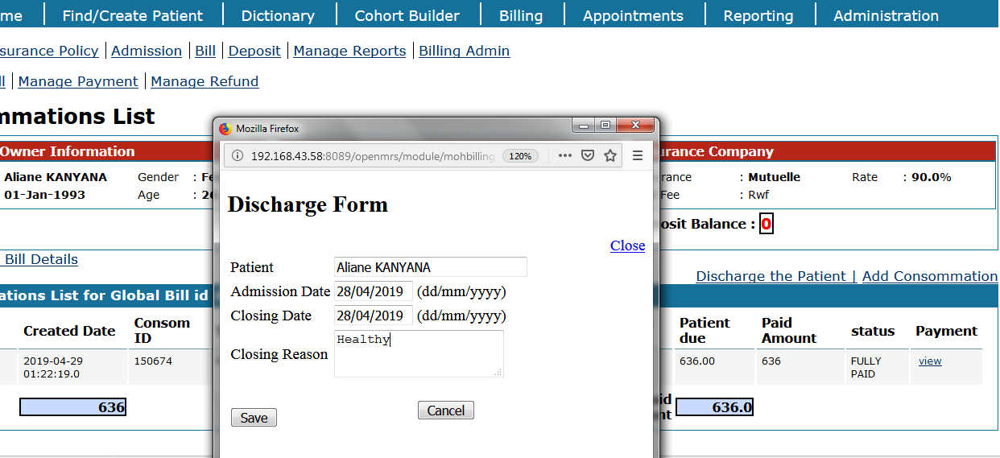 me Find/Create Patient Dictionary Cohort Builder Billing Appointments Reporting Administration
surance Policy Admission Bill Deposit Manage Reports Billing Admin
ll Manage Payment Manage Refund
mmations List
Mozilla Firefox
Owner Information
urance Company
192.168.43.58:8089/openmrs/module/mohbilling 120%
Aliane KANYANA Gender : Fe
rance : Mutuelle Rate : 90.0%
01-Jan-1993 Age : 26
Fee : Rwf
Discharge Form
osit Balance : 0
Close
Bill Details
Patient Aliane KANYANA
Discharge the Patient | Add Consommation
Admission Date 28/04/2019 (dd/mm/yyyy)
ations List for Global Bill id
Closing Date 28/04/2019 (dd/mm/yyyy)
Created Date Consom ID
Patient due Paid Amount status Payment
Closing Reason Healthy
2019-04-29 01:22:19.0 150674
636.00 636 FULLY PAID view
636
id nt 636.0
Save Cancel